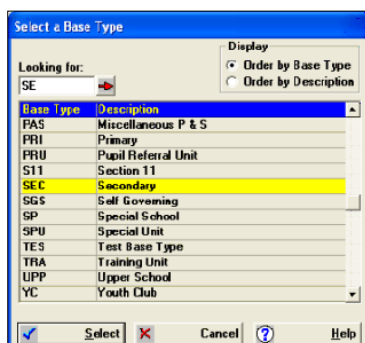 Select a Base Type
Display
Looking for:
Order by Base Type
SE
Order by Description
Base Type Description
PAS Miscellaneous P & S
PRI Primary
PRU Pupil Referral Unit
S11 Section 11
SEC Secondary
SGS Self Governing
SP Special School
SPU Special Unit
TES Test Base Type
TRA Training Unit
UPP Upper School
YC Youth Club
Select Cancel Help